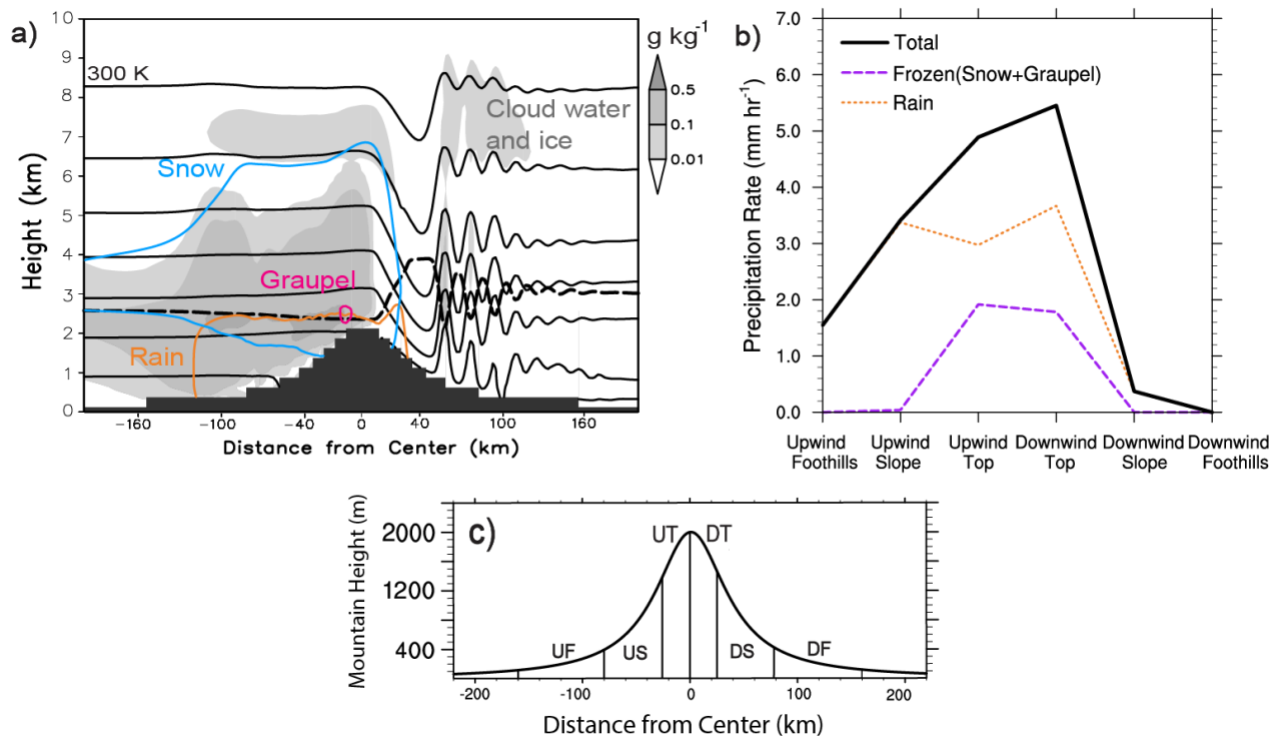 a)
10
9
8
7
6
5
4
3
2
1
0
Height (km)
300 K
Snow
Graupel
Rain
Cloud water
and ice
g kg-1
0.5
0.1
0.01
-160
-100
-40
0
40
100
160
Distance from Center (km)
b)
7.0
6.0
5.0
4.0
3.0
2.0
1.0
0.0
Precipitation Rate (mm hr-1)
Total
Frozen(Snow+Graupel)
Rain
Upwind Foothills
Upwind Slope
Upwind Top
Downwind Top
Downwind Slope
Downwind Foothills
c)
2000
1200
400
Mountain Height (m)
UT DT
UF US DS DF
-200
-100
0
100
200
Distance from Center (km)